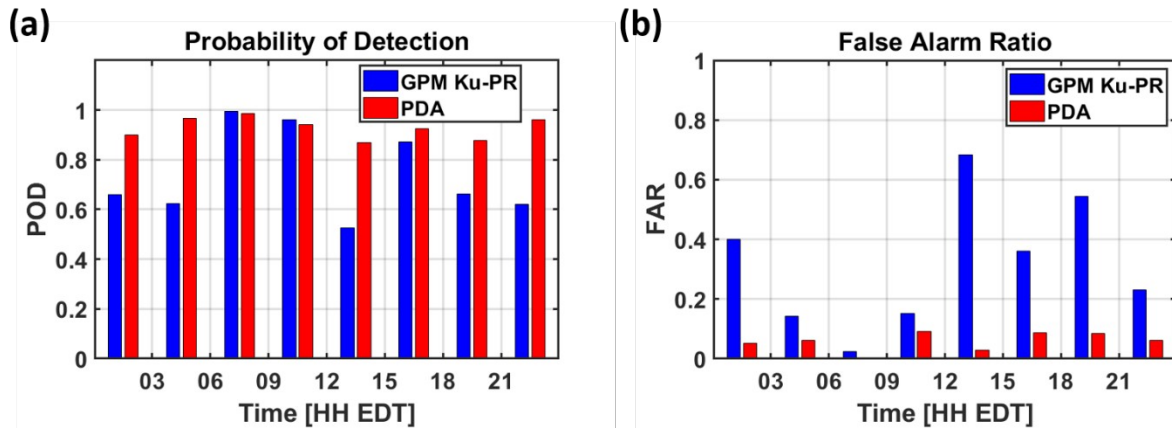 (a)
Probability of Detection
GPM Ku-PR
PDA
1
0.8
0.6
0.4
0.2
0
POD
03 06 09 12 15 18 21
Time [HH EDT]
(b)
False Alarm Ratio
GPM Ku-PR
PDA
1
0.8
0.6
0.4
0.2
0
FAR
03 06 09 12 15 18 21
Time [HH EDT]